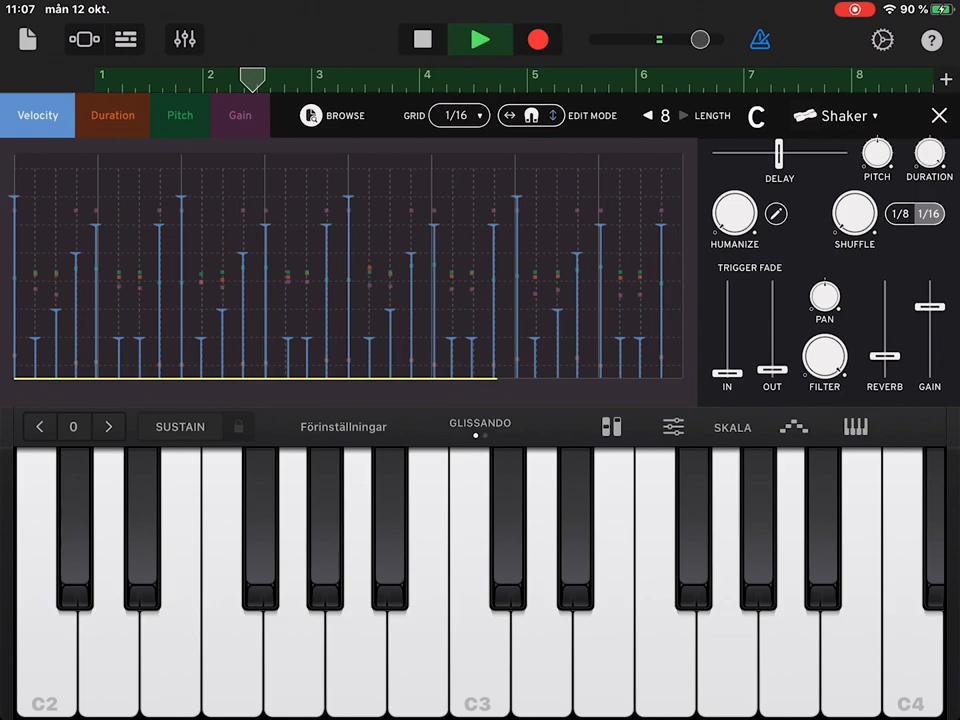 11:07 mån 12 okt. 90 %
1 2 3 4 5 6 7 8 +
Velocity Duration Pitch Gain BROWSE GRID 1/16 EDIT MODE 8 LENGTH C Shaker
DELAY PITCH DURATION
HUMANIZE SHUFFLE 1/8 1/16
TRIGGER FADE
PAN
IN OUT FILTER REVERB GAIN
0 SUSTAIN Förinställningar GLISSANDO SKALA
C2 C3 C4